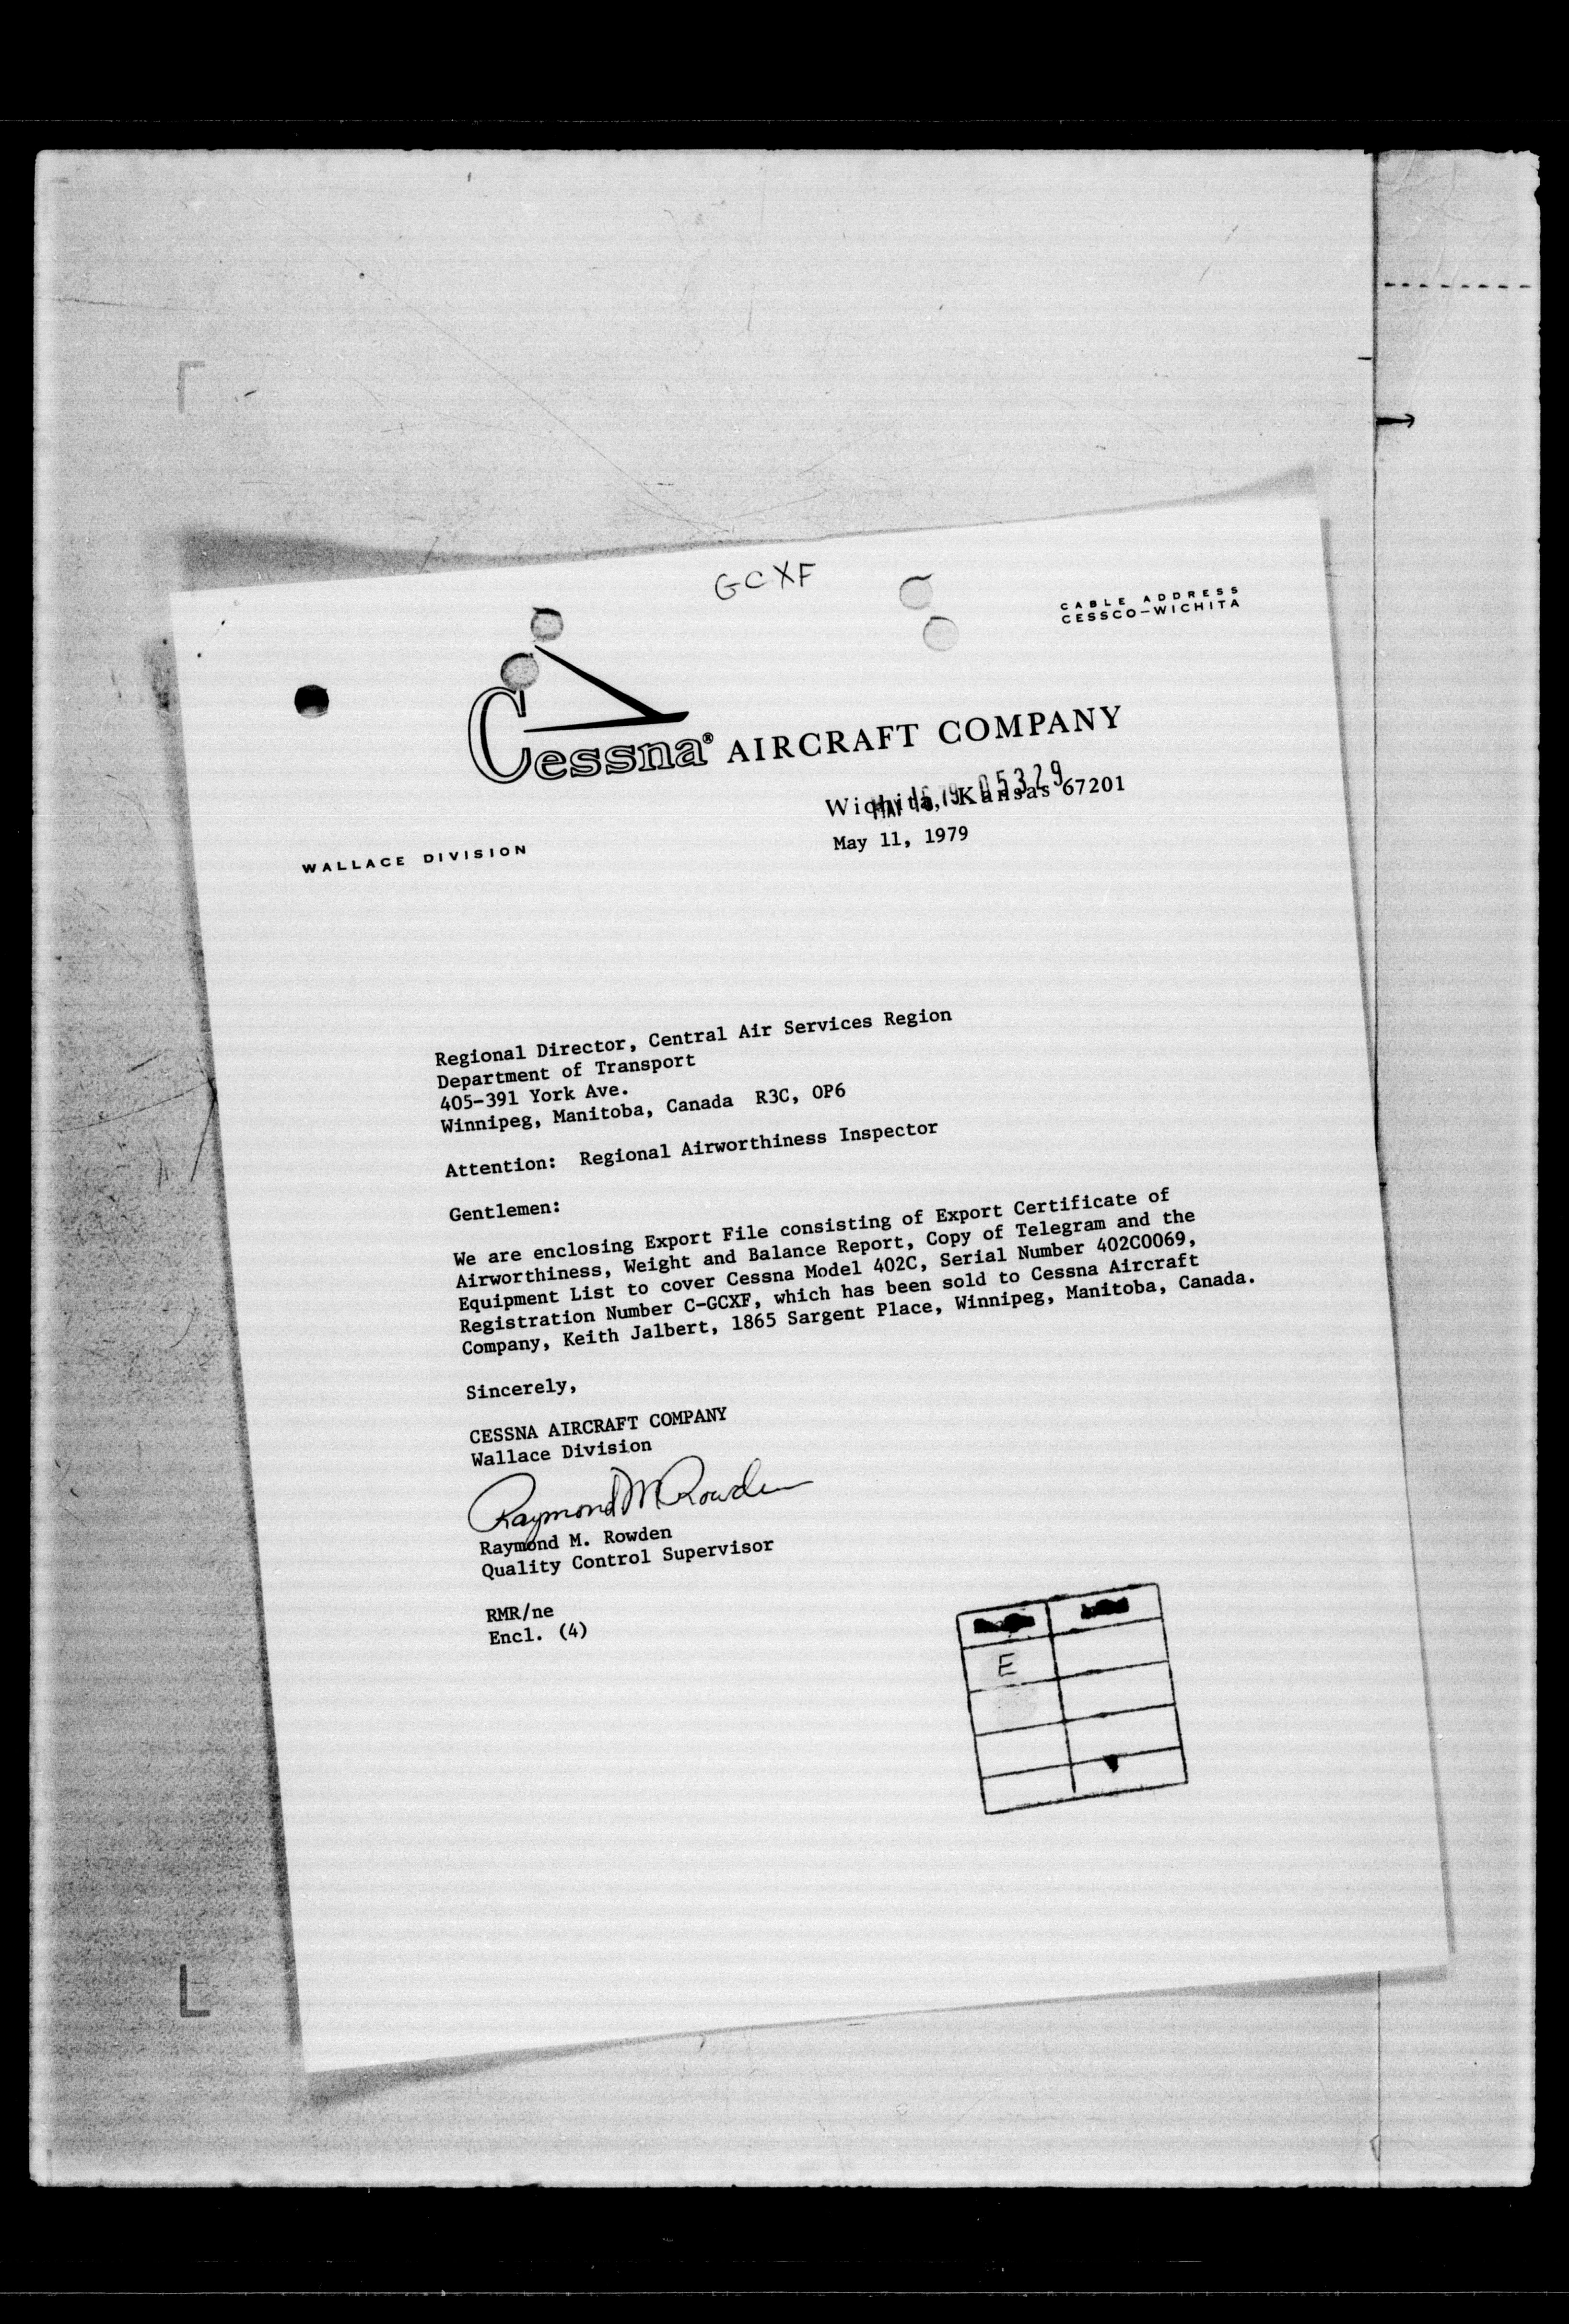 GCXF
CABLE ADDRESS
CESSCO-WICHITA
Cessna® AIRCRAFT COMPANY
05329
Wichita, Kansas 67201
May 11, 1979
WALLACE DIVISION
Regional Director, Central Air Services Region
Department of Transport
405-391 York Ave.
Winnipeg, Manitoba, Canada  R3C, OP6
Attention:  Regional Airworthiness Inspector
Gentlemen:
We are enclosing Export File consisting of Export Certificate of
Airworthiness, Weight and Balance Report, Copy of Telegram and the
Equipment List to cover Cessna Model 402C, Serial Number 402C0069,
Registration Number C-GCXF, which has been sold to Cessna Aircraft
Company, Keith Jalbert, 1865 Sargent Place, Winnipeg, Manitoba, Canada.
Sincerely,
CESSNA AIRCRAFT COMPANY
Wallace Division
Raymond M Rowden
Raymond M. Rowden
Quality Control Supervisor
RMR/ne
Encl. (4)
E